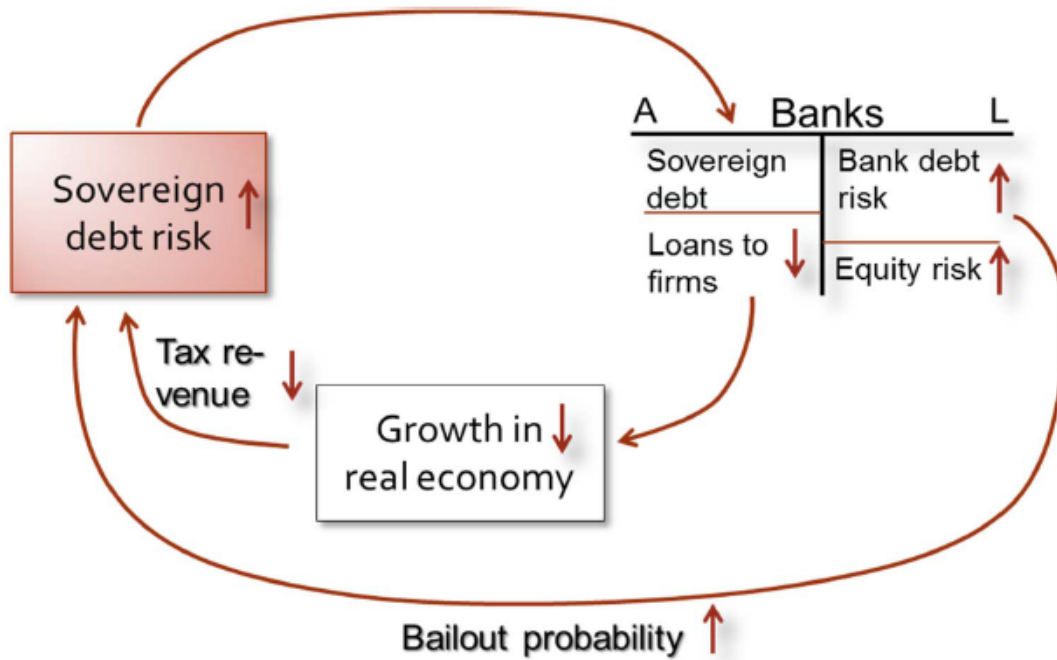 A Banks L
Sovereign
debt risk
Sovereign
debt
Bank debt
risk
Loans to
firms
Equity risk
Tax re-
venue
Growth in
real economy
Bailout probability